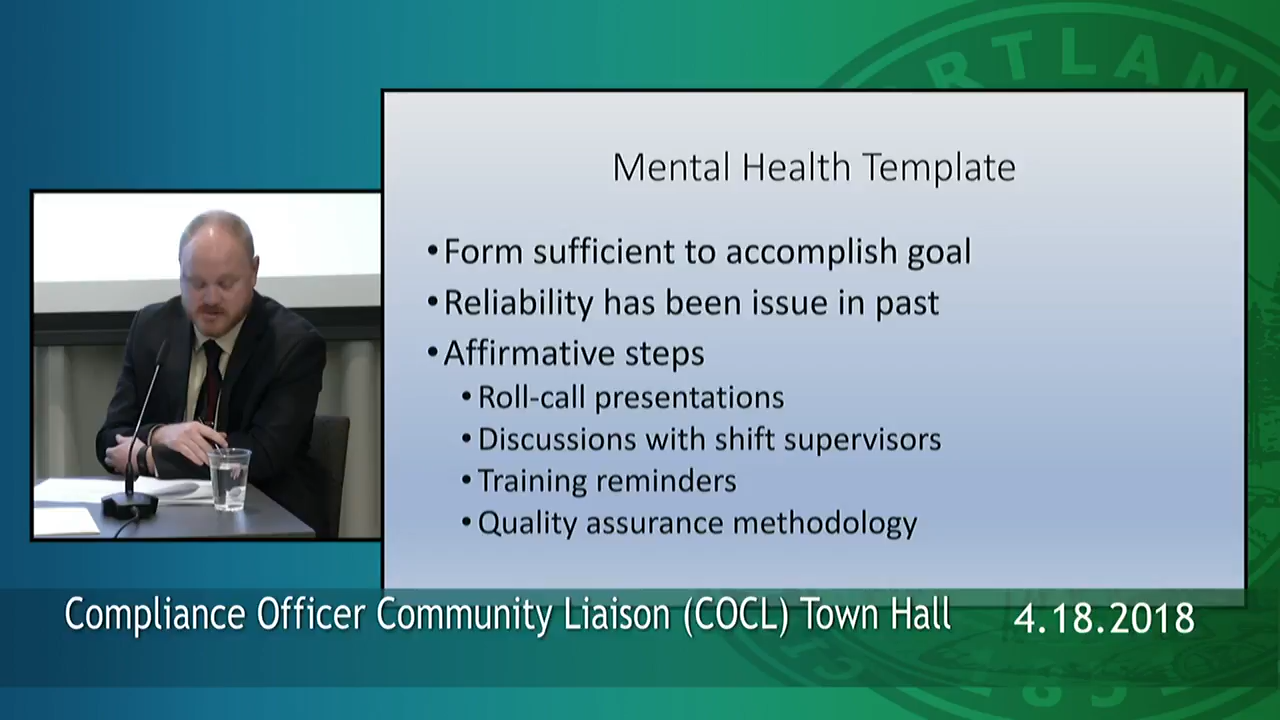 RTLAND
Mental Health Template
•Form sufficient to accomplish goal
•Reliability has been issue in past
•Affirmative steps
•Roll-call presentations
•Discussions with shift supervisors
•Training reminders
•Quality assurance methodology
Compliance Officer Community Liaison (COCL) Town Hall
4.18.2018